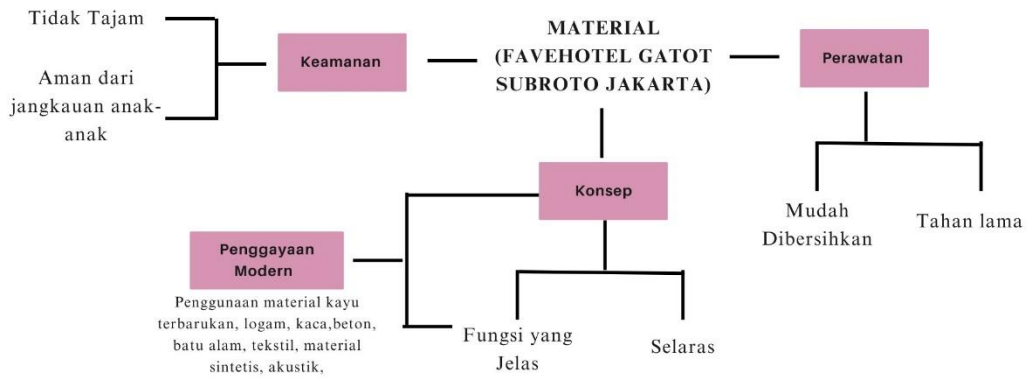 Tidak Tajam
Aman dari
jangkauan anak-
anak
Keamanan
MATERIAL
(FAVEHOTEL GATOT
SUBROTO JAKARTA)
Perawatan
Mudah
Dibersihkan
Tahan lama
Konsep
Penggayaan
Modern
Penggunaan material kayu
terbarukan, logam, kaca,beton,
batu alam, tekstil, material
sintetis, akustik,
Fungsi yang
Jelas
Selaras